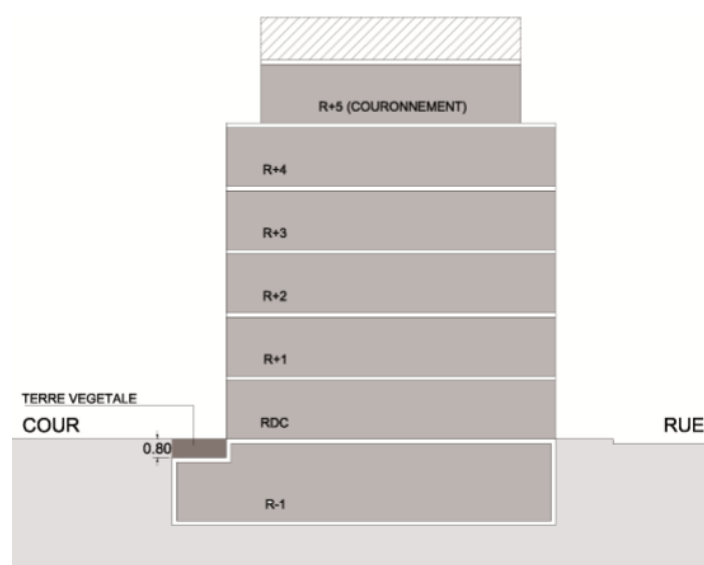 R+5 (COURONNEMENT)
R+4
R+3
R+2
R+1
TERRE VEGETALE
COUR
RDC
RUE
0.80
R-1